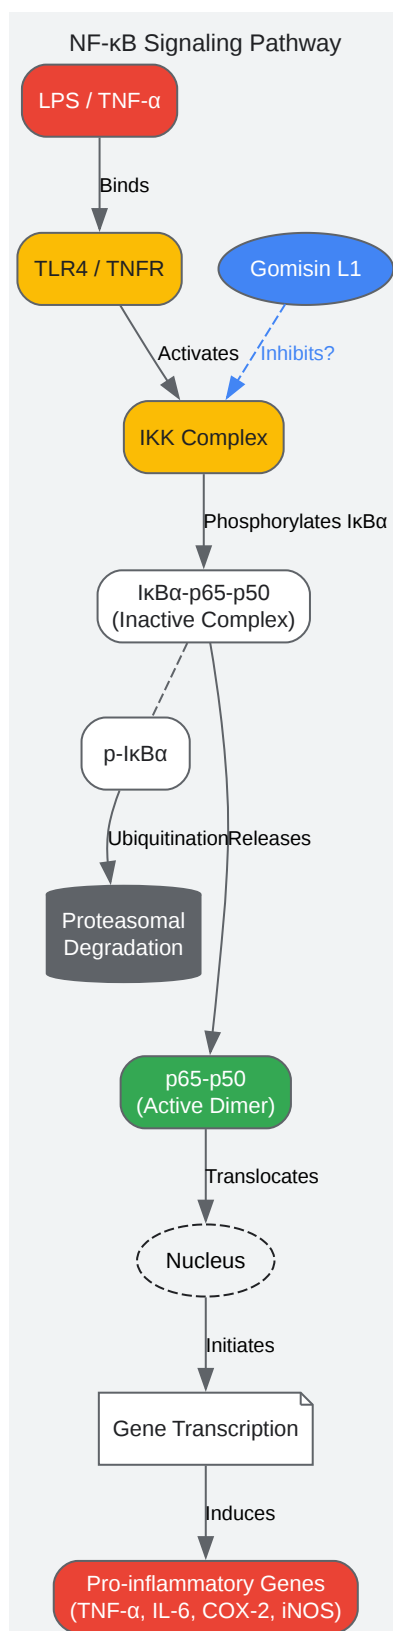 NF-κB Signaling Pathway
LPS / TNF-α
Binds
TLR4 / TNFR
Gomisin L1
Activates
Inhibits?
IKK Complex
Phosphorylates IκBα
IκBα-p65-p50
(Inactive Complex)
p-IκBα
Ubiquitination
Releases
Proteasomal
Degradation
p65-p50
(Active Dimer)
Translocates
Nucleus
Initiates
Gene Transcription
Induces
Pro-inflammatory Genes
(TNF-α, IL-6, COX-2, iNOS)